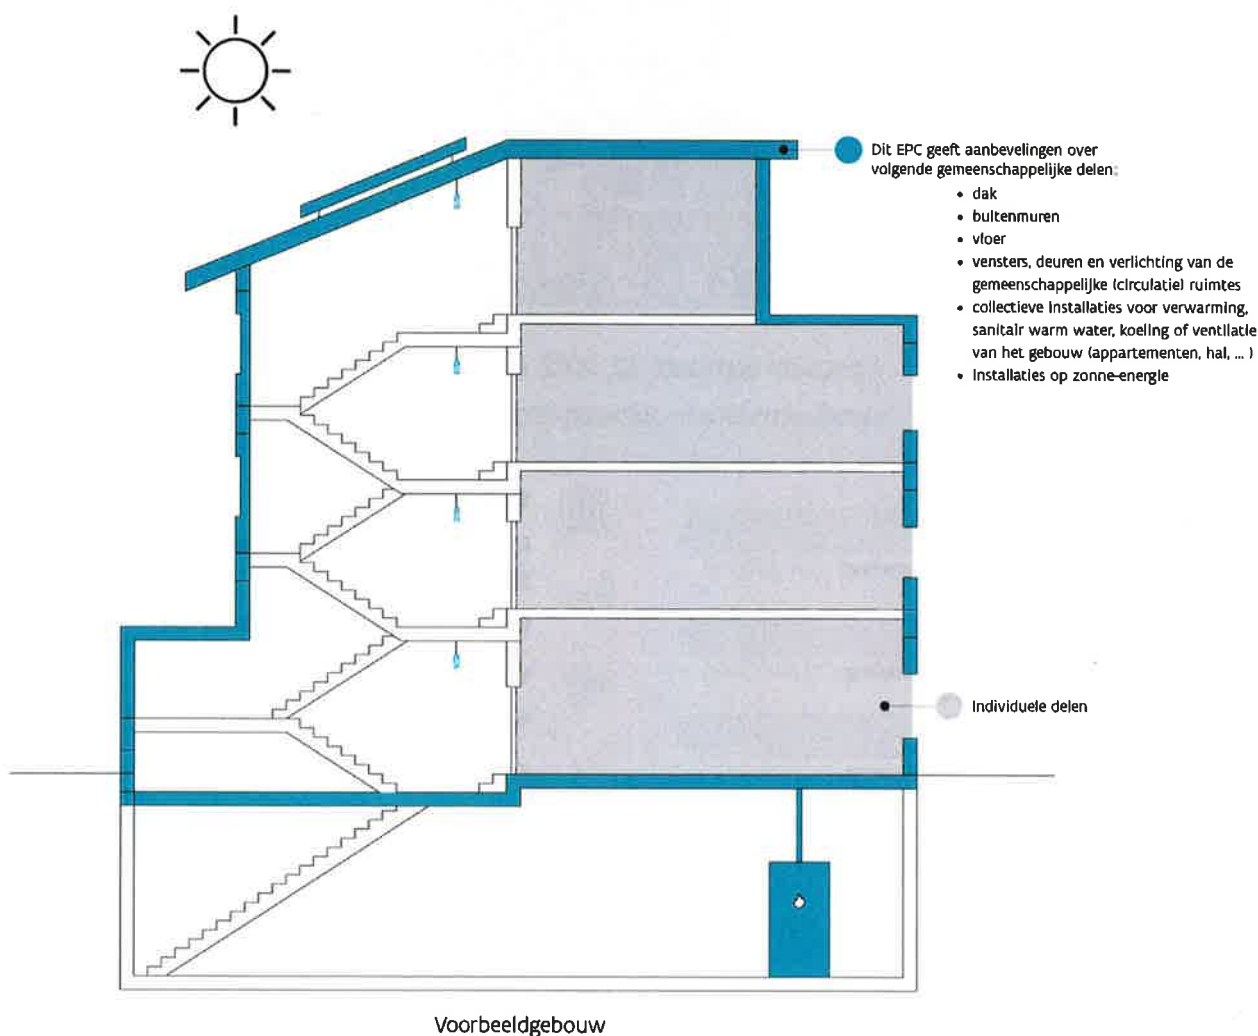 Dit EPC geeft aanbevelingen over
volgende gemeenschappelijke delen:
• dak
• buitenmuren
• vloer
• vensters, deuren en verlichting van de
gemeenschappelijke (circulatie) ruimtes
• collectieve installaties voor verwarming,
sanitair warm water, koeling of ventilatie
van het gebouw (appartementen, hal, ... )
• installaties op zonne-energie
Individuele delen
Voorbeeldgebouw